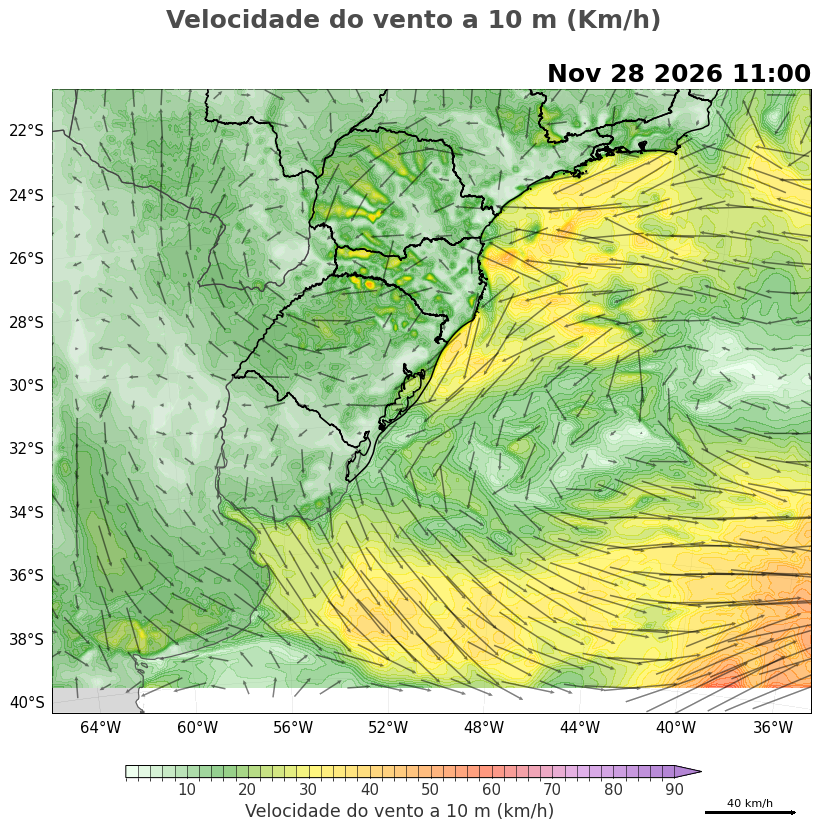 Velocidade do vento a 10 m (Km/h)
Nov 28 2026 11:00
22°S
24°S
26°S
28°S
30°S
32°S
34°S
36°S
38°S
40°S
64°W 60°W 56°W 52°W 48°W 44°W 40°W 36°W
10 20 30 40 50 60 70 80 90
Velocidade do vento a 10 m (km/h)
40 km/h